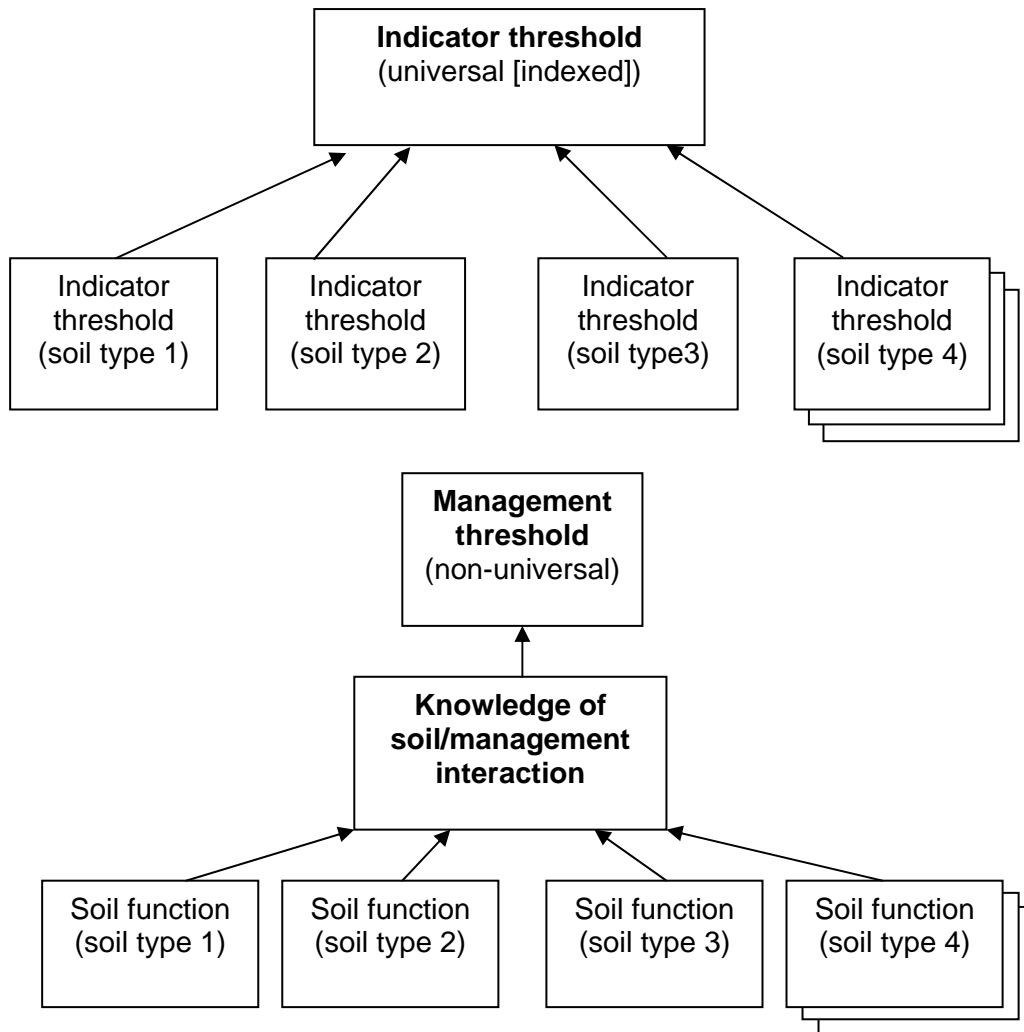 Indicator threshold
(universal [indexed])
Indicator
threshold
(soil type 1)
Indicator
threshold
(soil type 2)
Indicator
threshold
(soil type3)
Indicator
threshold
(soil type 4)
Management
threshold
(non-universal)
Knowledge of
soil/management
interaction
Soil function
(soil type 1)
Soil function
(soil type 2)
Soil function
(soil type 3)
Soil function
(soil type 4)